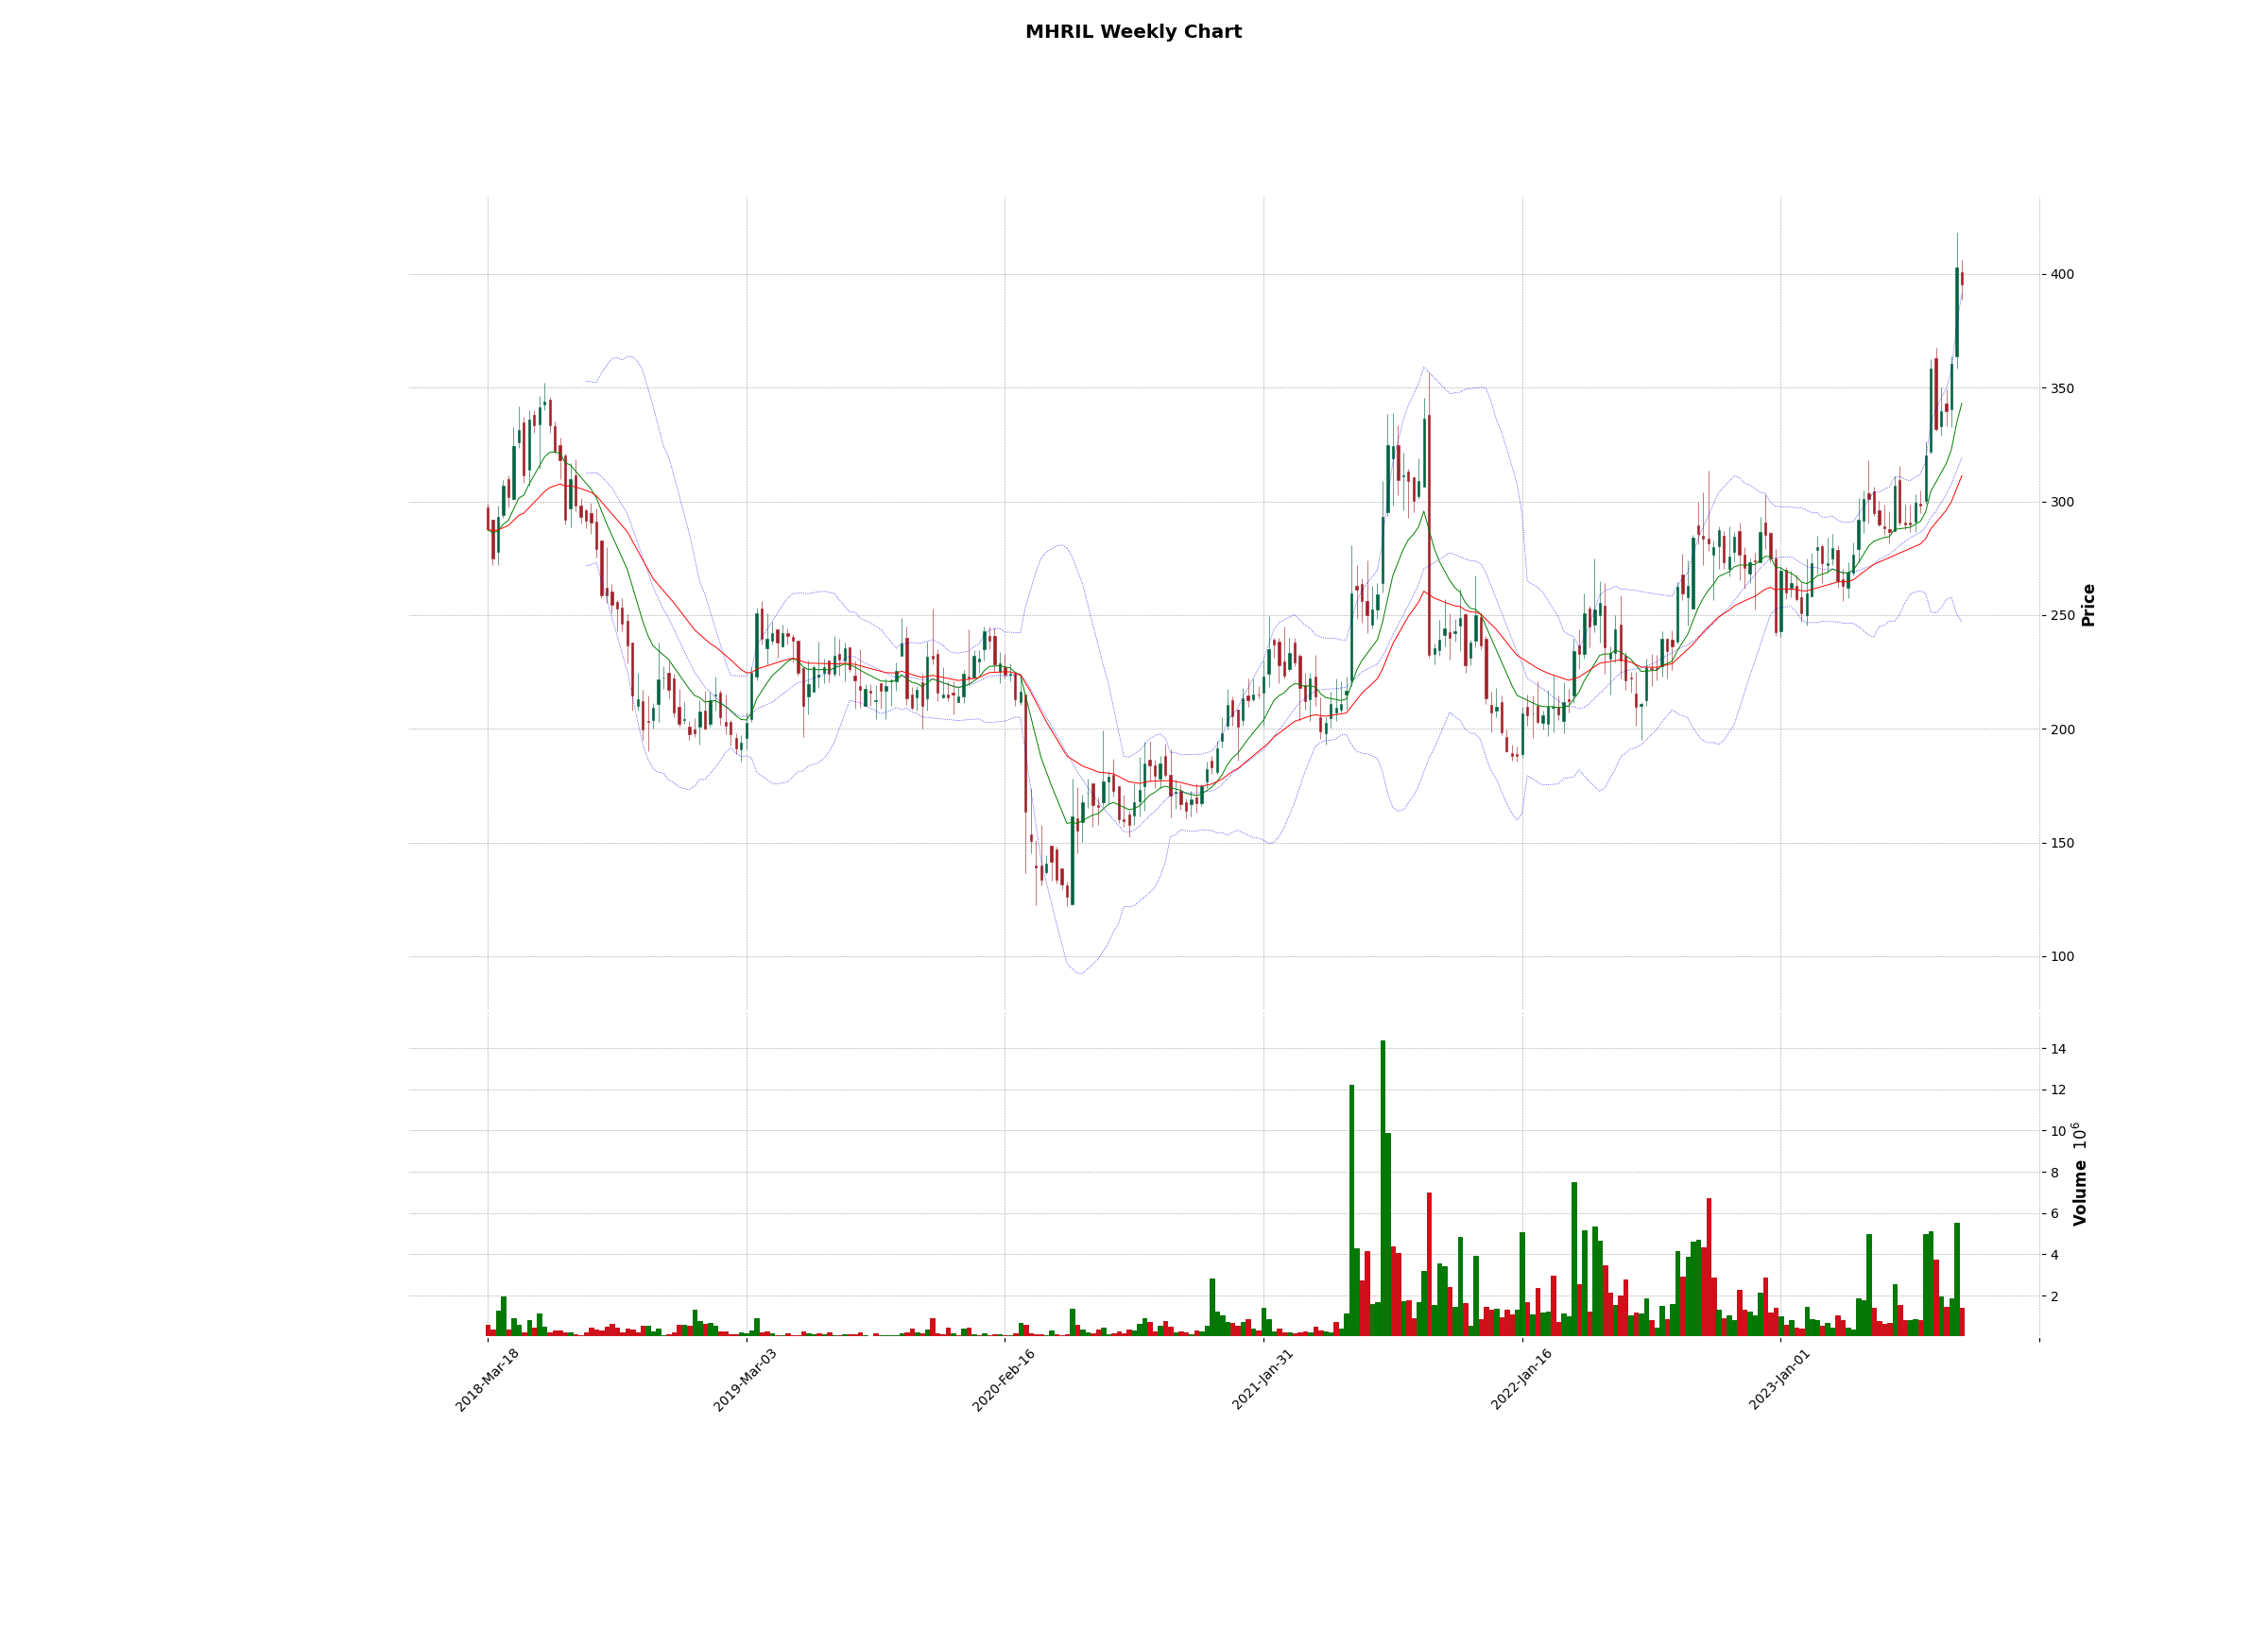 MHRIL Weekly Chart
400
350
300
250
200
150
100
Price
14
12
10
8
6
4
2
Volume 10^6
2018-Mar-18
2019-Mar-03
2020-Feb-16
2021-Jan-31
2022-Jan-16
2023-Jan-01